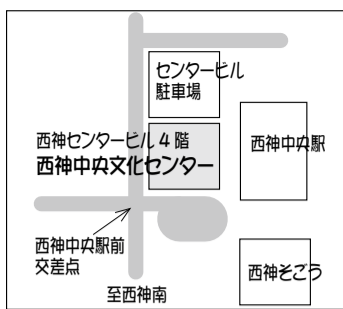 センタービル
駐車場
西神センタービル４階
西神中央文化センター
西神中央駅
西神中央駅前
交差点
西神そごう
至西神南